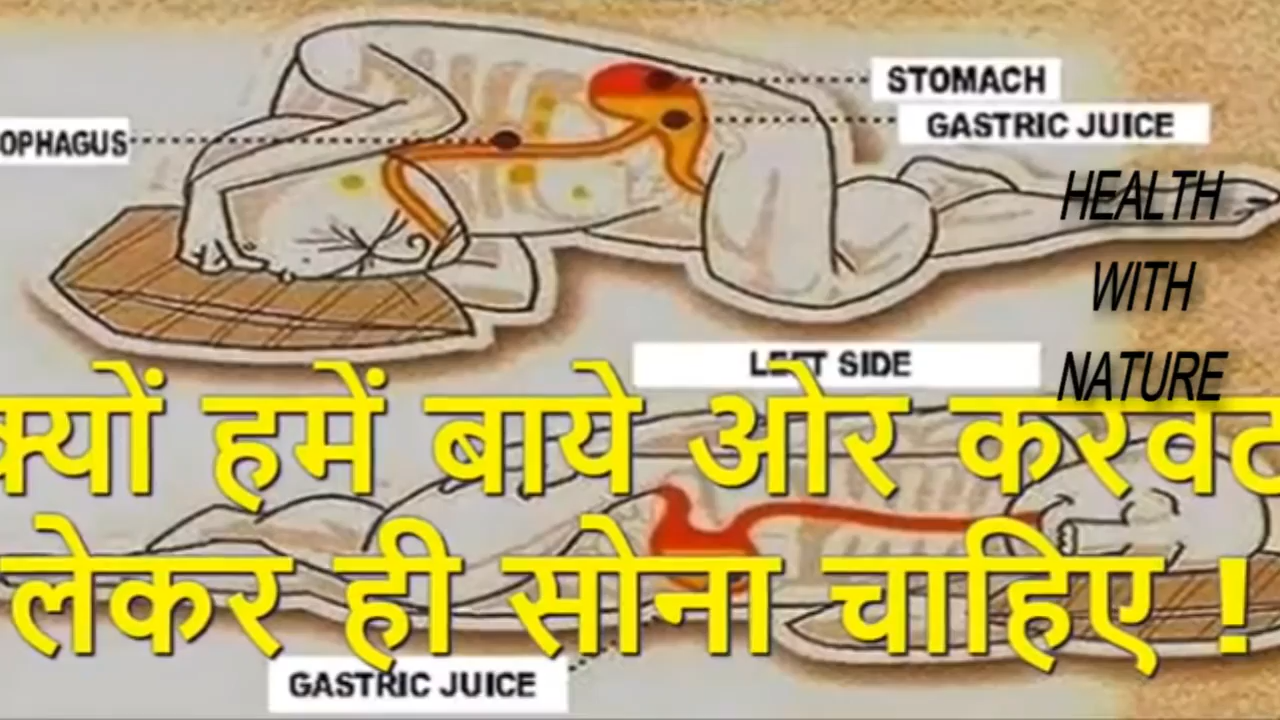 STOMACH
GASTRIC JUICE
OPHAGUS
HEALTH
WITH
NATURE
LEFT SIDE
क्यों हमें बाये ओर करवट
लेकर ही सोना चाहिए !
GASTRIC JUICE